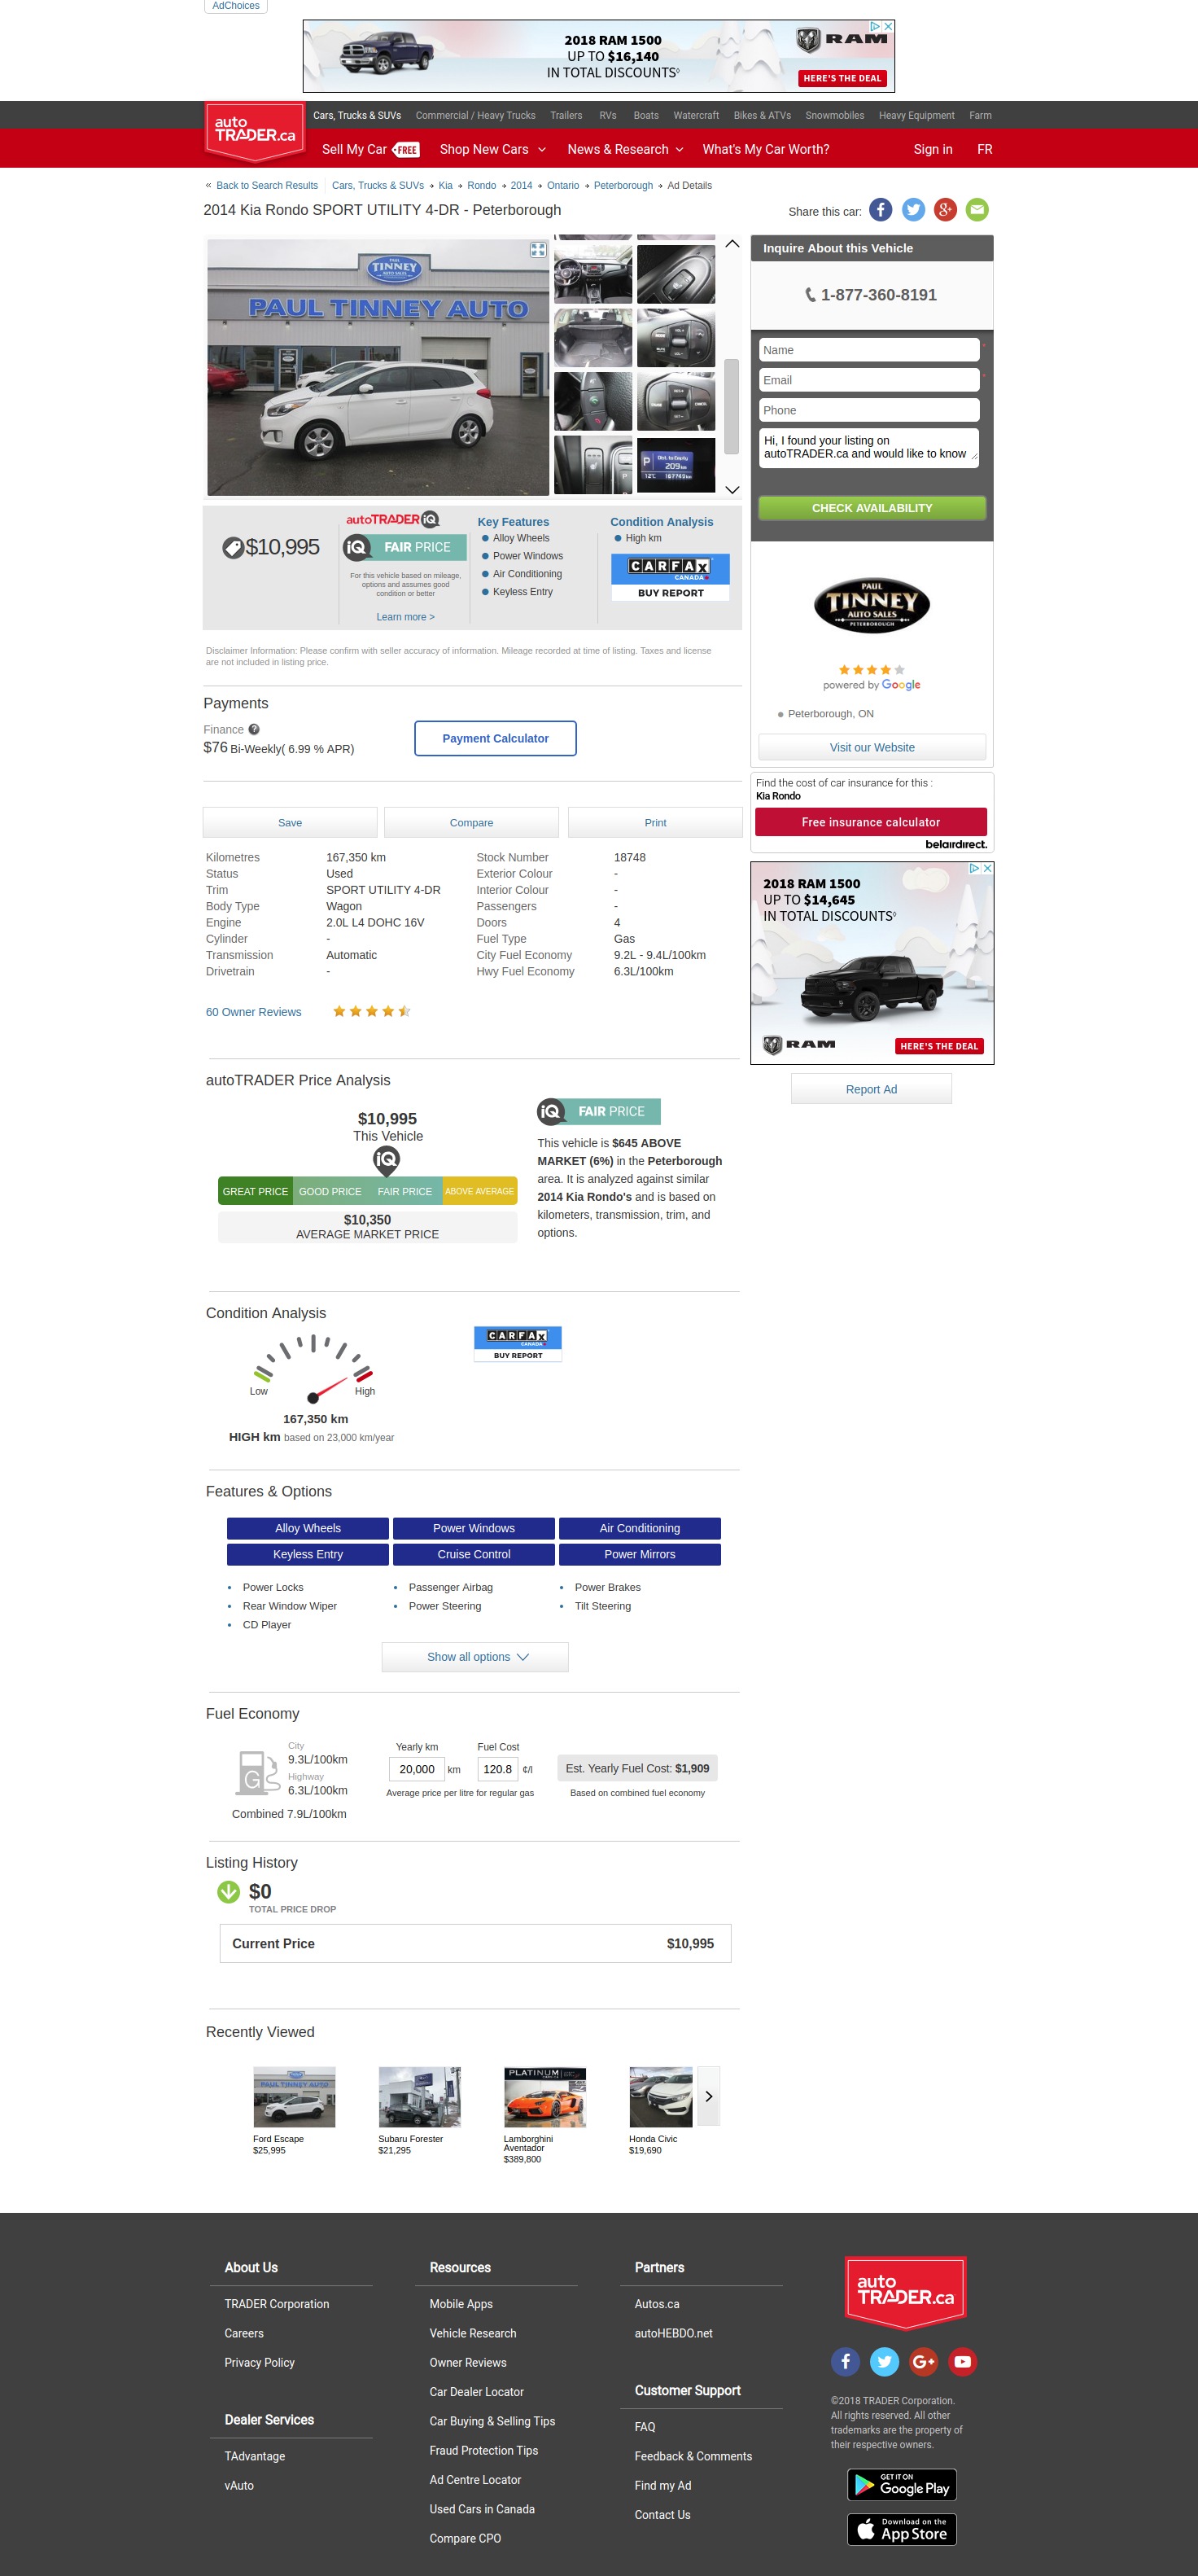 AdChoices
2018 RAM 1500
UP TO $16,140
IN TOTAL DISCOUNTS◊
RAM
HERE'S THE DEAL
auto
TRADER.ca
Cars, Trucks & SUVs Commercial / Heavy Trucks Trailers RVs Boats Watercraft Bikes & ATVs Snowmobiles Heavy Equipment Farm
Sell My Car FREE Shop New Cars News & Research What's My Car Worth? Sign in FR
« Back to Search Results Cars, Trucks & SUVs Kia Rondo 2014 Ontario Peterborough Ad Details
2014 Kia Rondo SPORT UTILITY 4-DR - Peterborough
Share this car:
PAUL
TINNEY
AUTO SALES
PAUL TINNEY AUTO
P Dist. to Empty
209
12°C 167749
Inquire About this Vehicle
1-877-360-8191
Name *
Email *
Phone
Hi, I found your listing on
autoTRADER.ca and would like to know
CHECK AVAILABILITY
PAUL
TINNEY
AUTO SALES
PETERBOROUGH
powered by Google
Peterborough, ON
Visit our Website
$10,995
autoTRADER iQ
iQ FAIR PRICE
For this vehicle based on mileage,
options and assumes good
condition or better
Learn more >
Key Features
Alloy Wheels
Power Windows
Air Conditioning
Keyless Entry
Condition Analysis
High km
CARFAX
CANADA
BUY REPORT
Disclaimer Information: Please confirm with seller accuracy of information. Mileage recorded at time of listing. Taxes and license
are not included in listing price.
Payments
Finance ?
$76 Bi-Weekly( 6.99 % APR)
Payment Calculator
Find the cost of car insurance for this :
Kia Rondo
Free insurance calculator
belairdirect.
Save Compare Print
Kilometres 167,350 km Stock Number 18748
Status Used Exterior Colour -
Trim SPORT UTILITY 4-DR Interior Colour -
Body Type Wagon Passengers -
Engine 2.0L L4 DOHC 16V Doors 4
Cylinder - Fuel Type Gas
Transmission Automatic City Fuel Economy 9.2L - 9.4L/100km
Drivetrain - Hwy Fuel Economy 6.3L/100km
60 Owner Reviews
2018 RAM 1500
UP TO $14,645
IN TOTAL DISCOUNTS◊
RAM
HERE'S THE DEAL
Report Ad
autoTRADER Price Analysis
$10,995
This Vehicle
iQ
GREAT PRICE GOOD PRICE FAIR PRICE ABOVE AVERAGE
$10,350
AVERAGE MARKET PRICE
iQ FAIR PRICE
This vehicle is $645 ABOVE
MARKET (6%) in the Peterborough
area. It is analyzed against similar
2014 Kia Rondo's and is based on
kilometers, transmission, trim, and
options.
Condition Analysis
Low High
167,350 km
HIGH km based on 23,000 km/year
CARFAX
CANADA
BUY REPORT
Features & Options
Alloy Wheels Power Windows Air Conditioning
Keyless Entry Cruise Control Power Mirrors
Power Locks Passenger Airbag Power Brakes
Rear Window Wiper Power Steering Tilt Steering
CD Player
Show all options
Fuel Economy
G
City
9.3L/100km
Highway
6.3L/100km
Combined 7.9L/100km
Yearly km Fuel Cost
20,000 km 120.8 ¢/l
Average price per litre for regular gas
Est. Yearly Fuel Cost: $1,909
Based on combined fuel economy
Listing History
$0
TOTAL PRICE DROP
Current Price $10,995
Recently Viewed
PAUL TINNEY AUTO
PLATINUM
Ford Escape
$25,995
Subaru Forester
$21,295
Lamborghini
Aventador
$389,800
Honda Civic
$19,690
About Us
TRADER Corporation
Careers
Privacy Policy
Dealer Services
TAdvantage
vAuto
Resources
Mobile Apps
Vehicle Research
Owner Reviews
Car Dealer Locator
Car Buying & Selling Tips
Fraud Protection Tips
Ad Centre Locator
Used Cars in Canada
Compare CPO
Partners
Autos.ca
autoHEBDO.net
Customer Support
FAQ
Feedback & Comments
Find my Ad
Contact Us
auto
TRADER.ca
©2018 TRADER Corporation.
All rights reserved. All other
trademarks are the property of
their respective owners.
GET IT ON
Google Play
Download on the
App Store